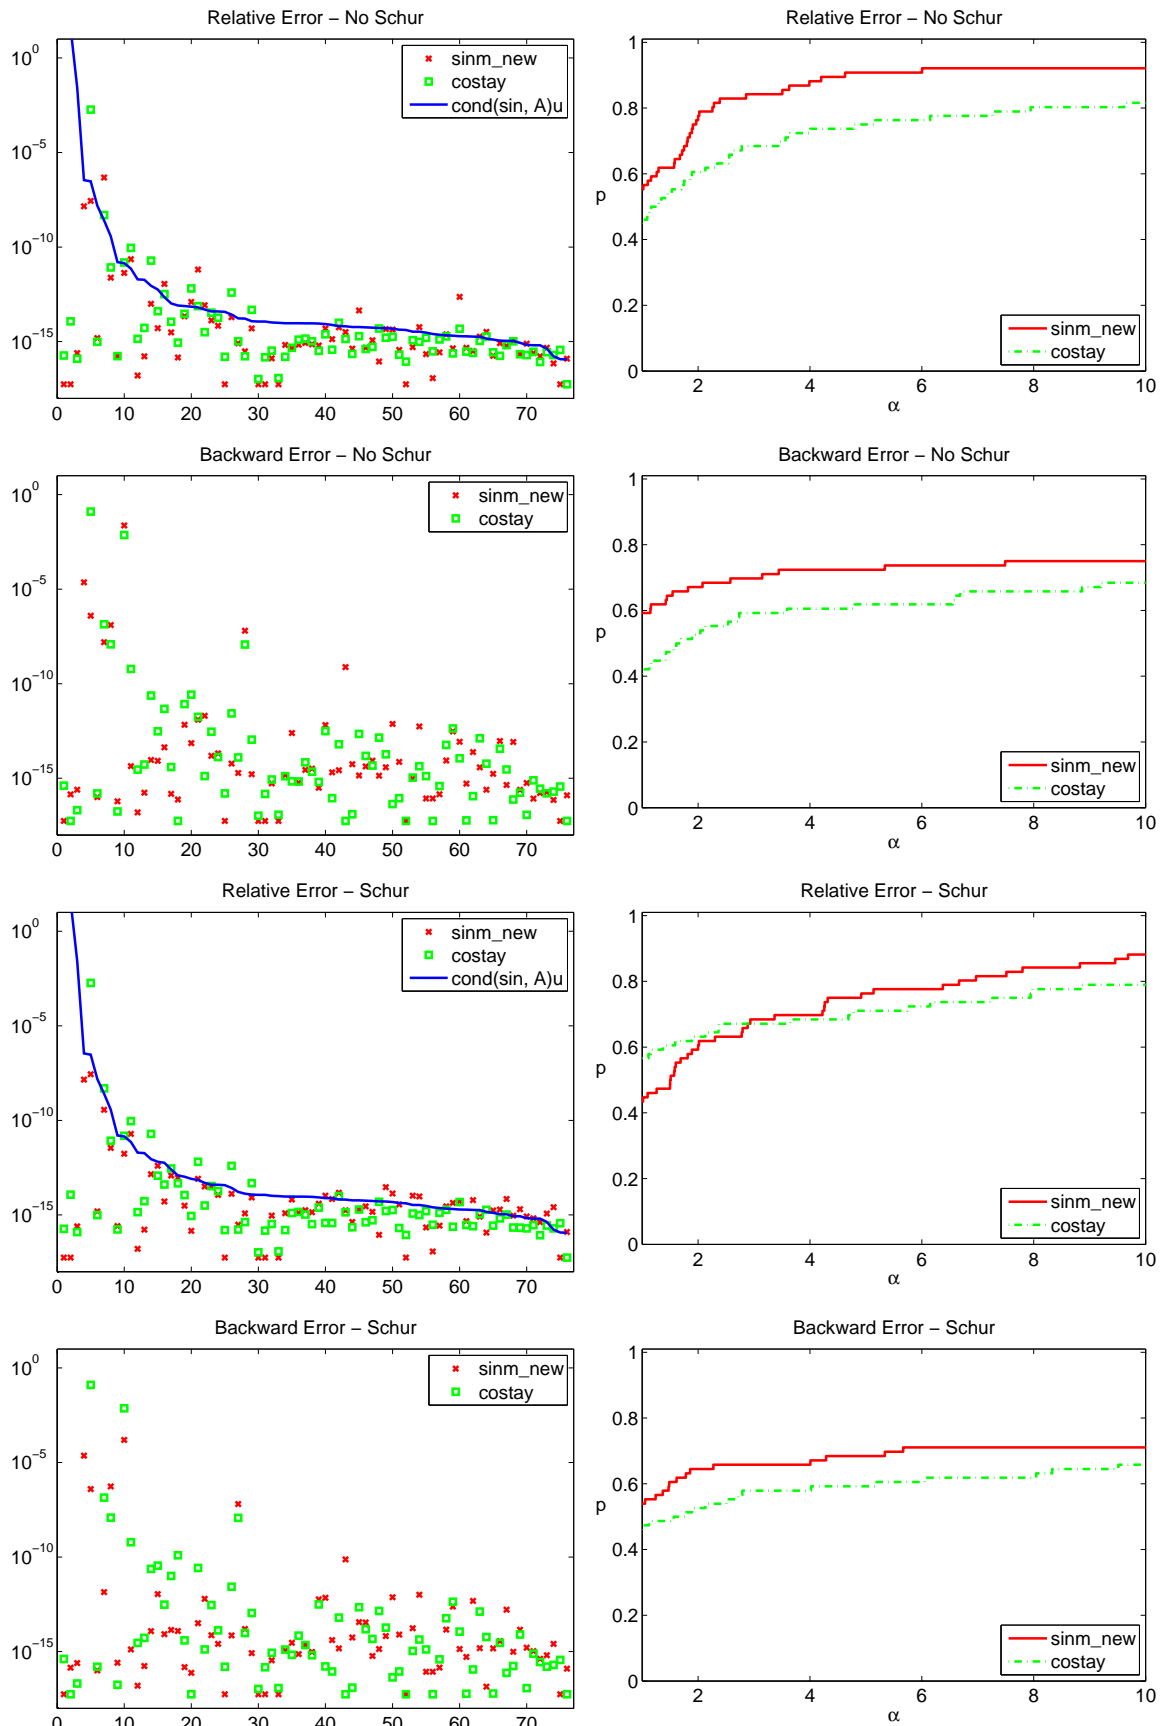 Relative Error – No Schur
10^0
10^−5
10^−10
10^−15
sinm_new
costay
cond(sin, A)u
0 10 20 30 40 50 60 70
Relative Error – No Schur
1
0.8
0.6
p
0.4
0.2
0
sinm_new
costay
2 4 6 8 10
α
Backward Error – No Schur
10^0
10^−5
10^−10
10^−15
sinm_new
costay
0 10 20 30 40 50 60 70
Backward Error – No Schur
1
0.8
0.6
p
0.4
0.2
0
sinm_new
costay
2 4 6 8 10
α
Relative Error – Schur
10^0
10^−5
10^−10
10^−15
sinm_new
costay
cond(sin, A)u
0 10 20 30 40 50 60 70
Relative Error – Schur
1
0.8
0.6
p
0.4
0.2
0
sinm_new
costay
2 4 6 8 10
α
Backward Error – Schur
10^0
10^−5
10^−10
10^−15
sinm_new
costay
0 10 20 30 40 50 60 70
Backward Error – Schur
1
0.8
0.6
p
0.4
0.2
0
sinm_new
costay
2 4 6 8 10
α